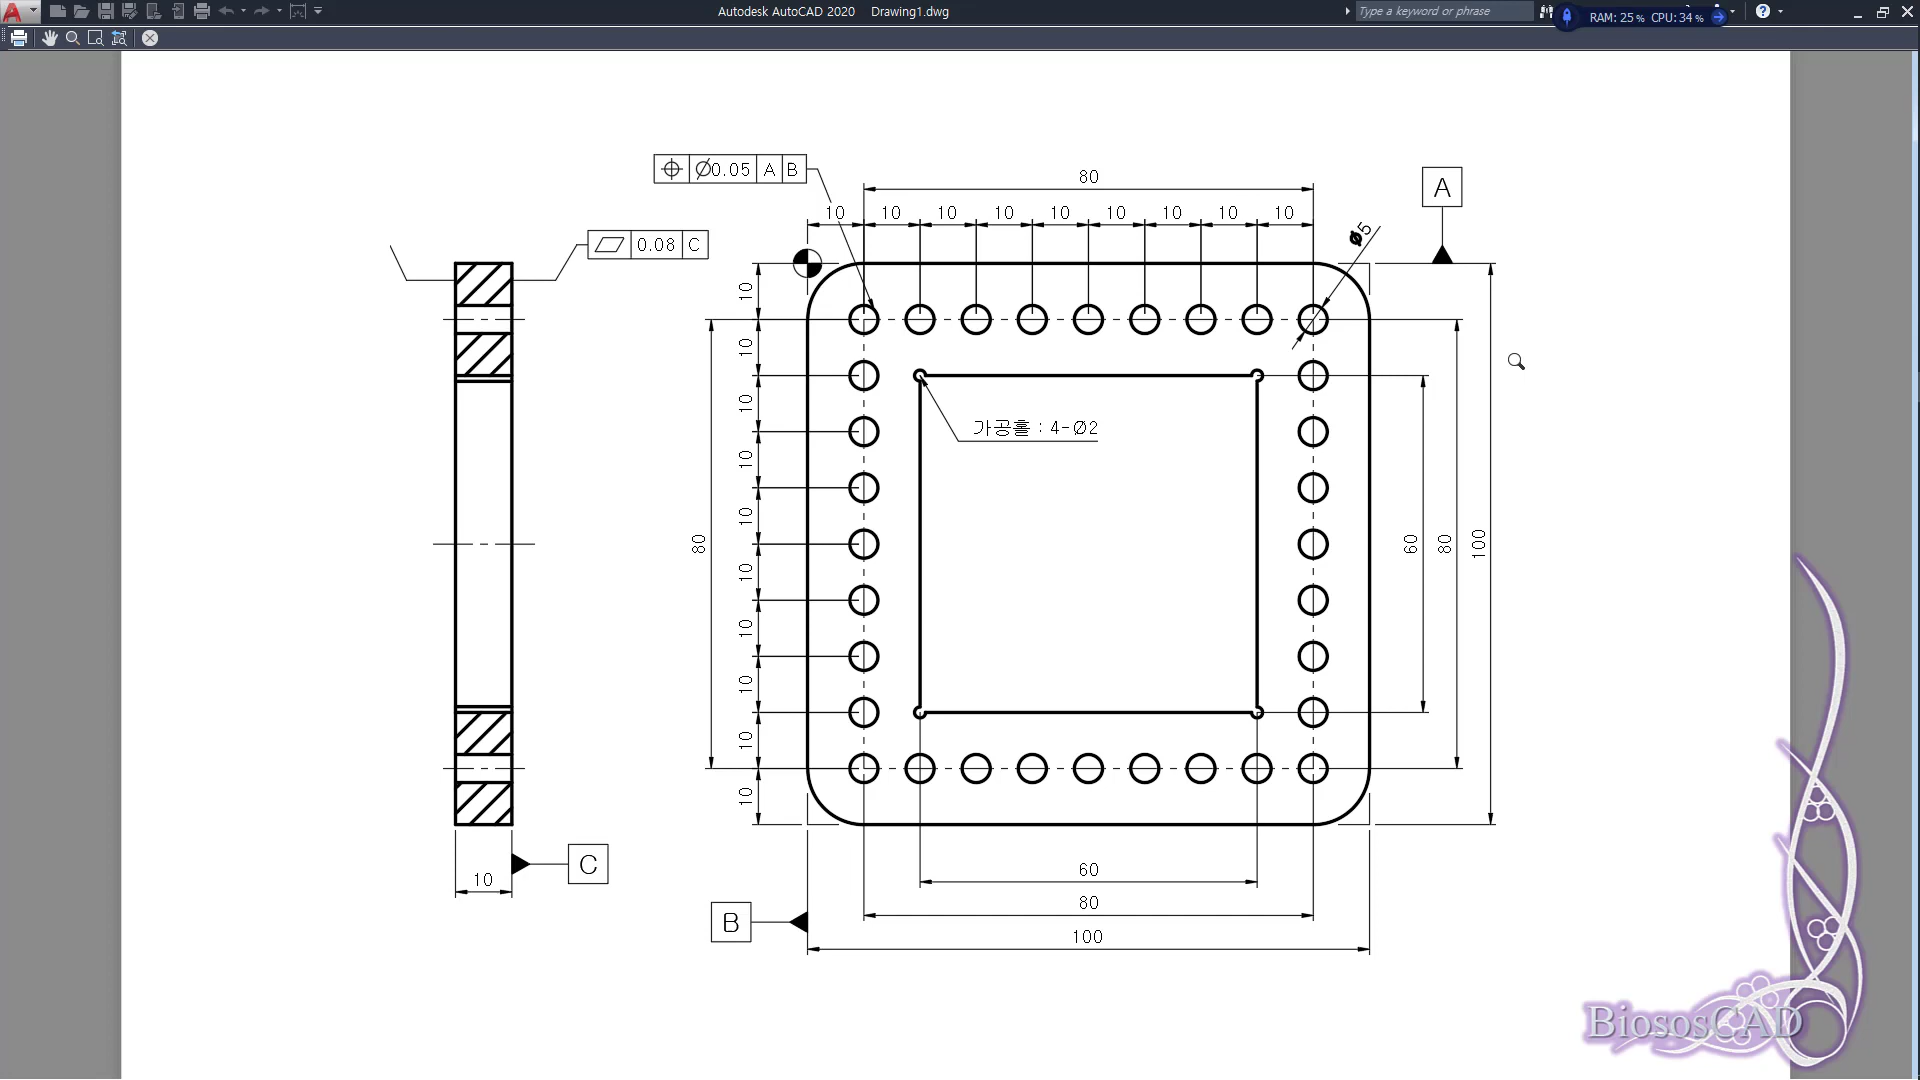 Autodesk AutoCAD 2020 Drawing1.dwg
Type a keyword or phrase
RAM: 25 % CPU: 34 %
⌖ Ø0.05 A B
80
A
10 10 10 10 10 10 10 10 10
ø5
▱ 0.08 C
10
10
10
10
10
10
10
10
10
10
80
가공홀 : 4-Ø2
60
80
100
C
10
60
80
B
100
BiososCAD